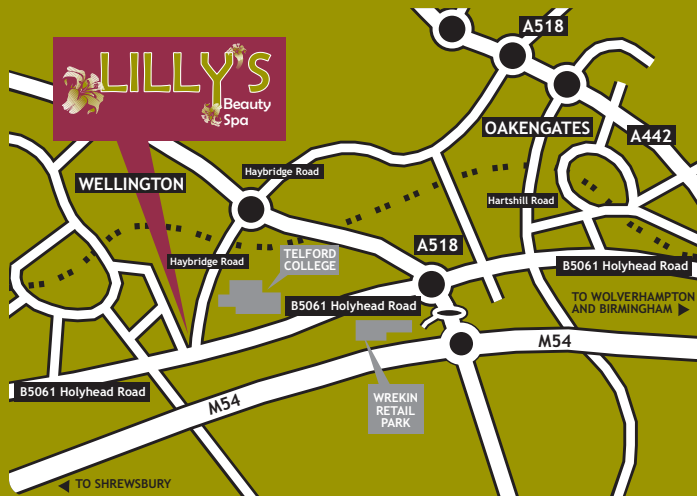 A518
LILLY'S
Beauty
Spa
OAKENGATES
A442
Haybridge Road
WELLINGTON
Hartshill Road
A518
TELFORD
COLLEGE
Haybridge Road
B5061 Holyhead Road
B5061 Holyhead Road
TO WOLVERHAMPTON
AND BIRMINGHAM
M54
B5061 Holyhead Road
M54
WREKIN
RETAIL
PARK
TO SHREWSBURY